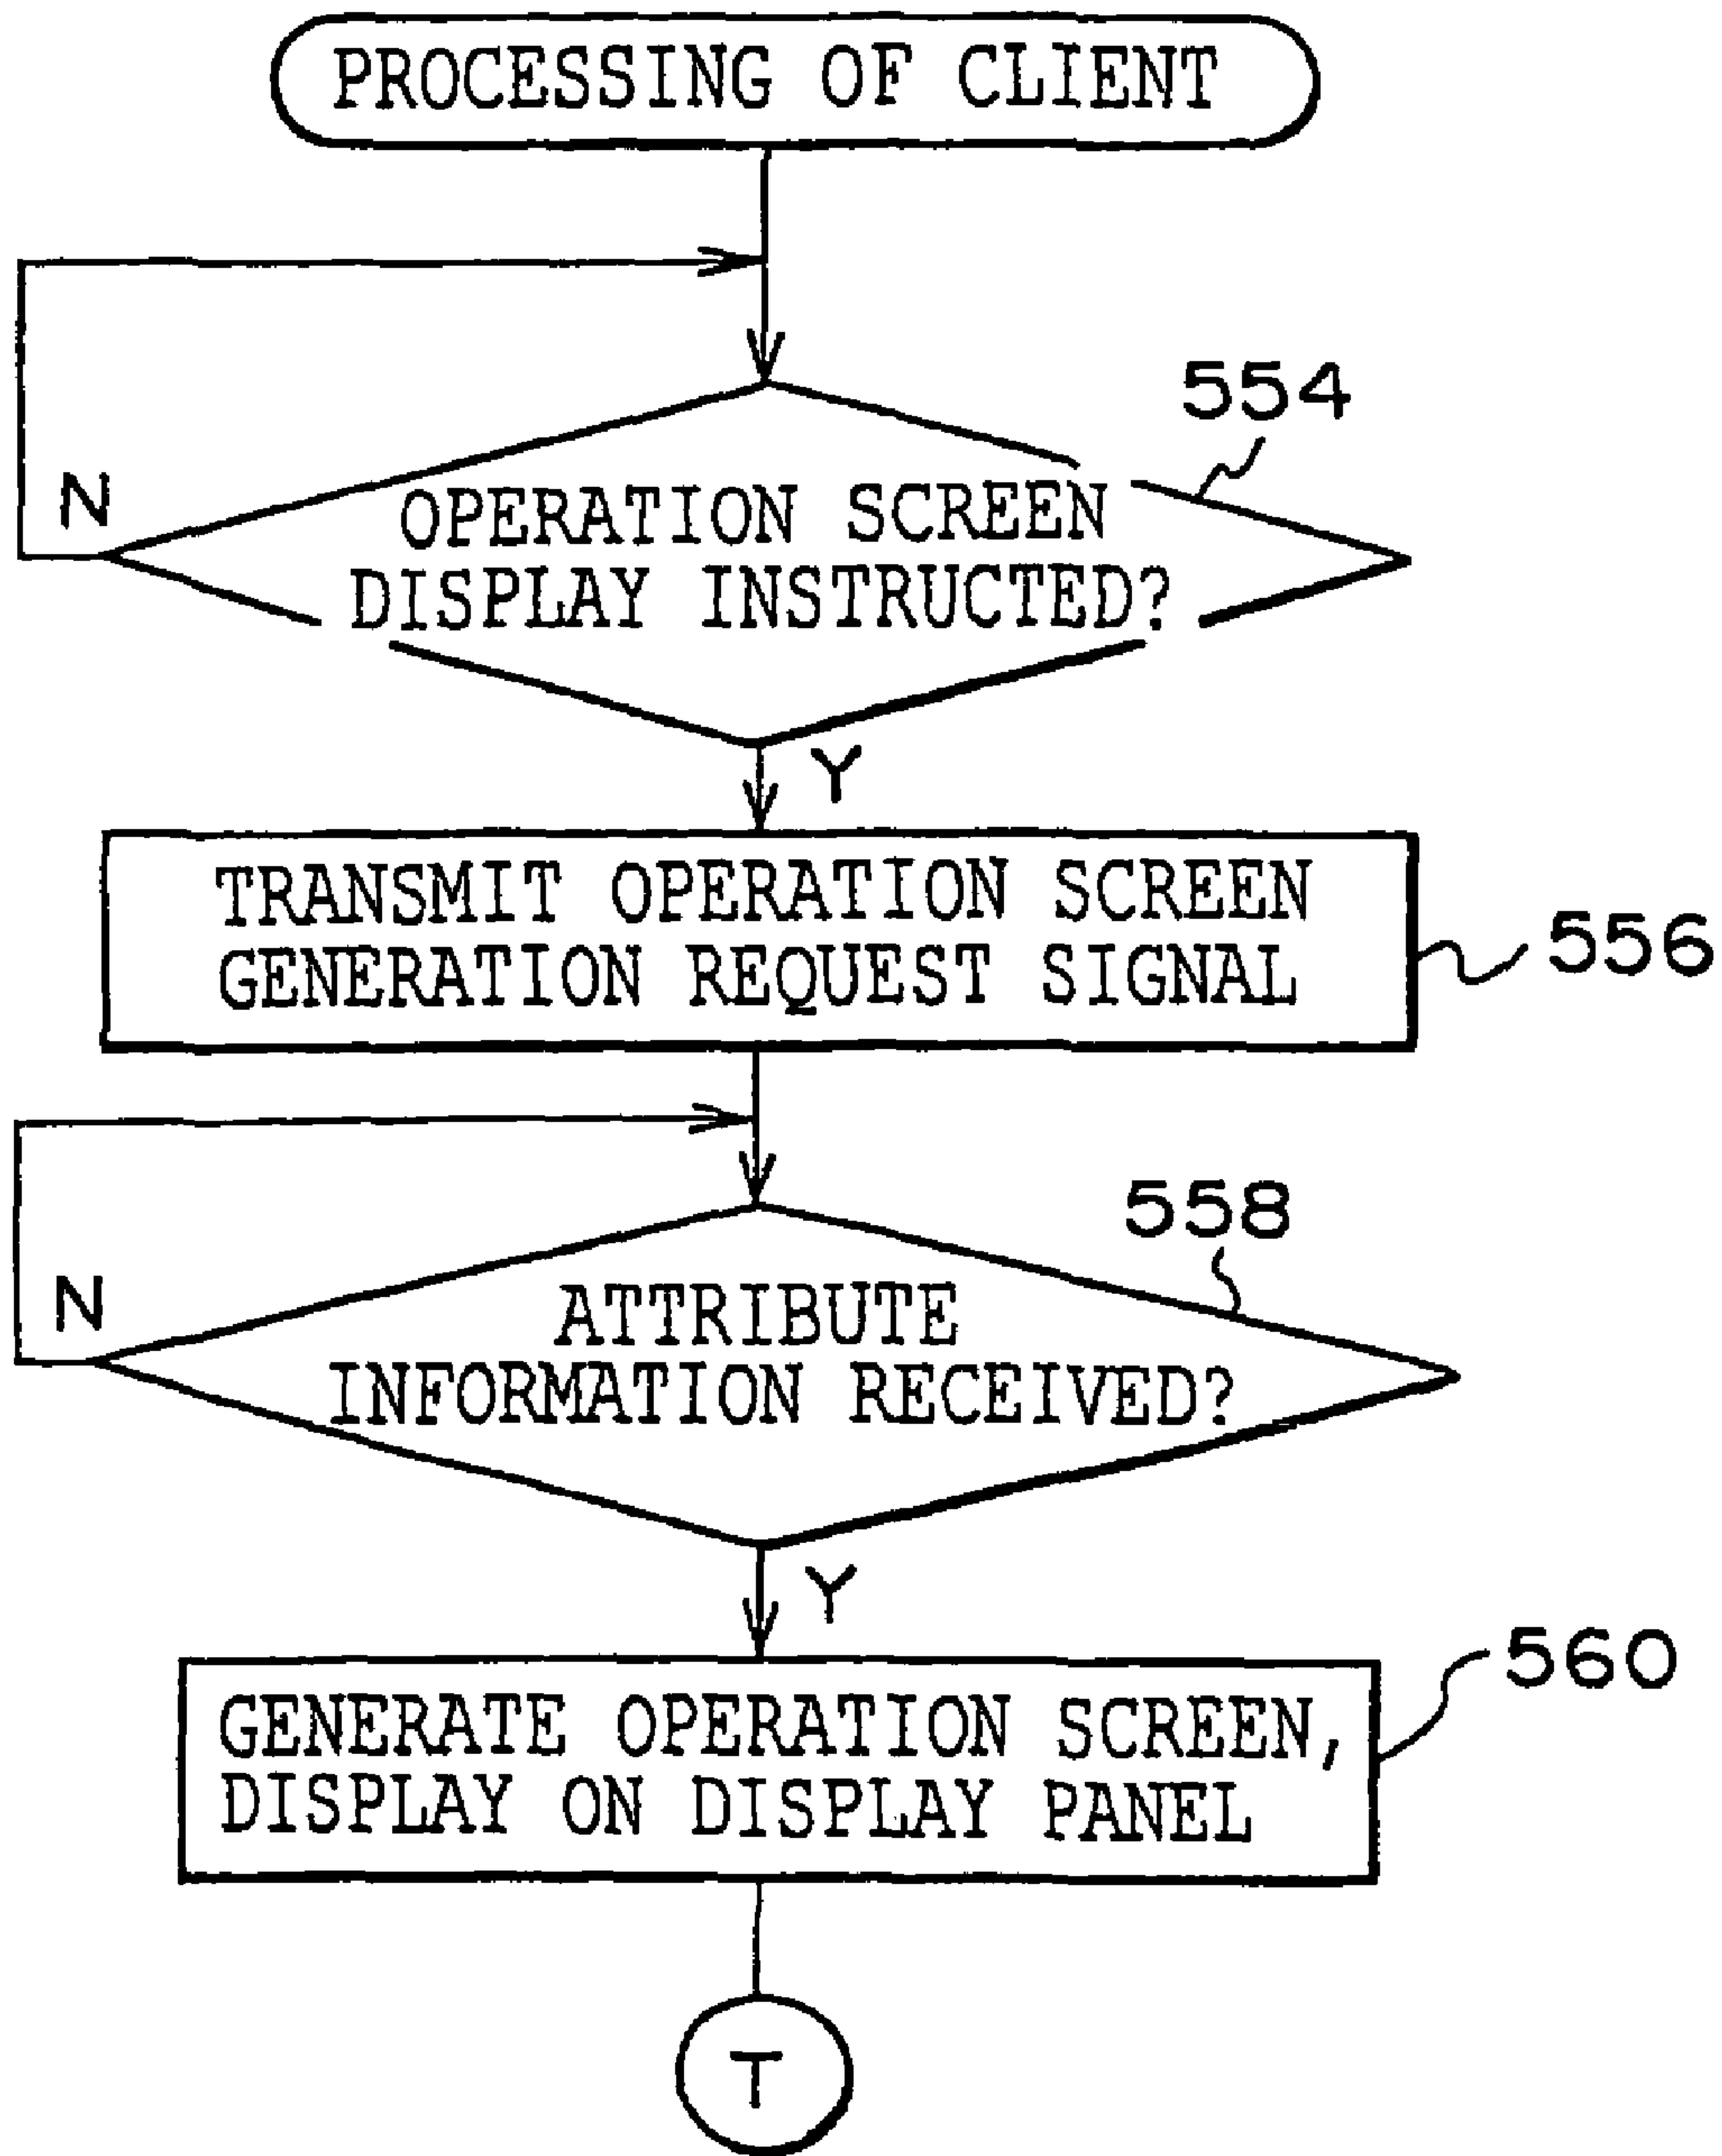 PROCESSING OF CLIENT
554
N
OPERATION SCREEN
DISPLAY INSTRUCTED?
Y
TRANSMIT OPERATION SCREEN
GENERATION REQUEST SIGNAL
556
558
N
ATTRIBUTE
INFORMATION RECEIVED?
Y
560
GENERATE OPERATION SCREEN,
DISPLAY ON DISPLAY PANEL
T